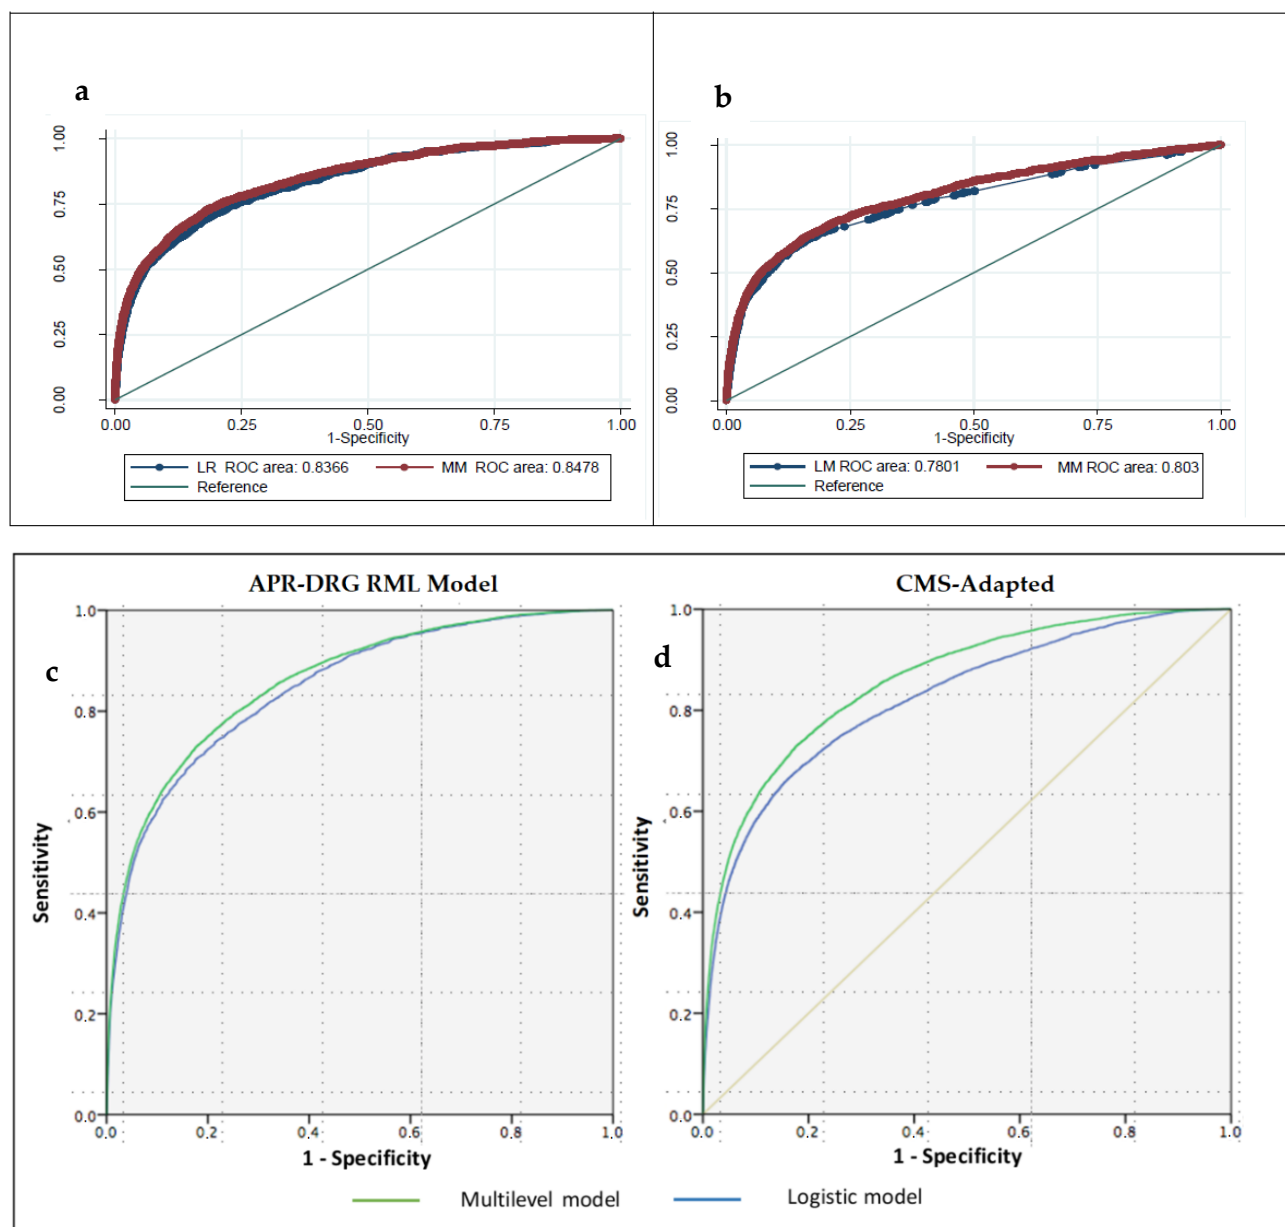 a
1.00
0.75
0.50
0.25
0.00
0.00 0.25 0.50 0.75 1.00
1-Specificity
LR ROC area: 0.8366 MM ROC area: 0.8478
Reference
b
1.00
0.75
0.50
0.25
0.00
0.00 0.25 0.50 0.75 1.00
1-Specificity
LM ROC area: 0.7801 MM ROC area: 0.803
Reference
APR-DRG RML Model
c
Sensitivity
1.0
0.8
0.6
0.4
0.2
0.0
0.0 0.2 0.4 0.6 0.8 1.0
1 - Specificity
CMS-Adapted
d
Sensitivity
1.0
0.8
0.6
0.4
0.2
0.0
0.0 0.2 0.4 0.6 0.8 1.0
1 - Specificity
Multilevel model Logistic model